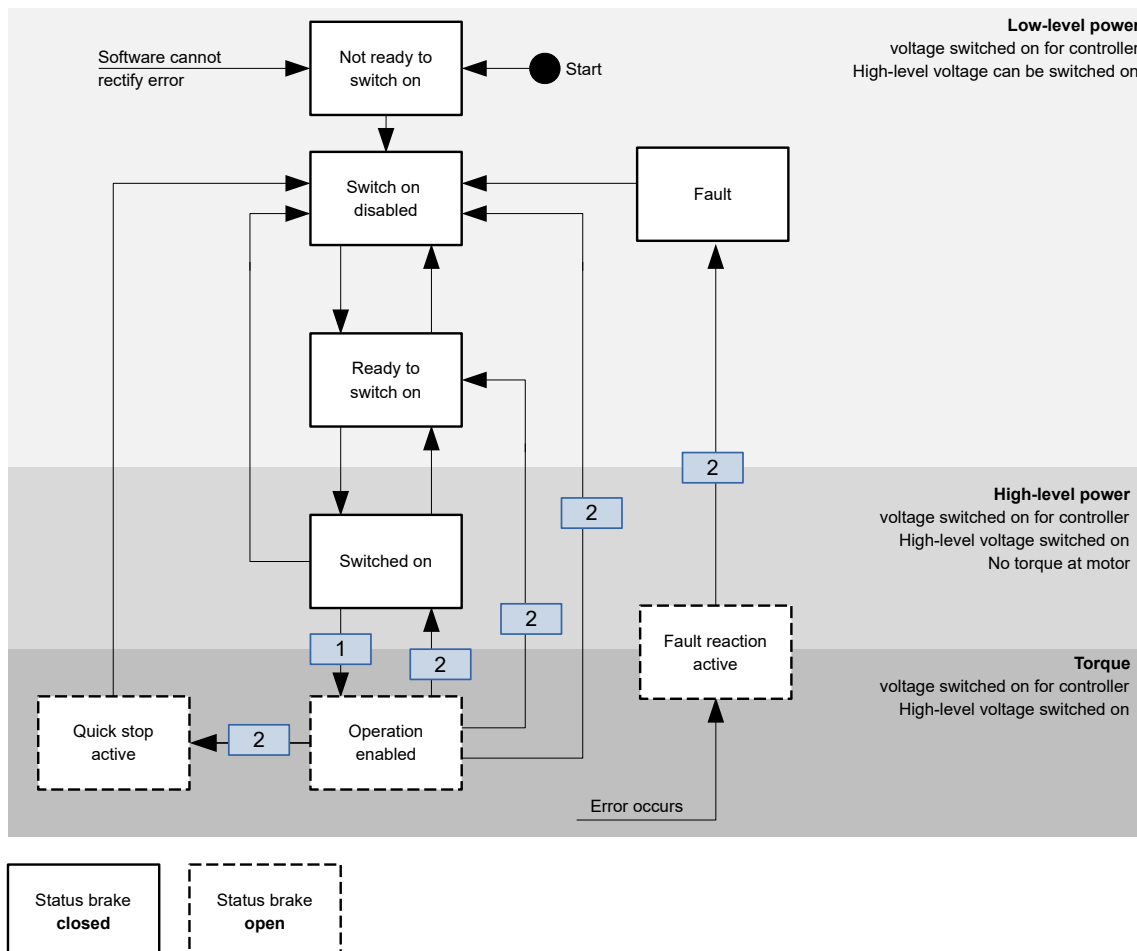 Low-level power
voltage switched on for controller
High-level voltage can be switched on
Software cannot
rectify error
Not ready to
switch on
Start
Switch on
disabled
Fault
Ready to
switch on
2
High-level power
voltage switched on for controller
High-level voltage switched on
No torque at motor
2
Switched on
2
Fault reaction
active
1
2
Torque
voltage switched on for controller
High-level voltage switched on
Quick stop
active
2
Operation
enabled
Error occurs
Status brake
closed
Status brake
open